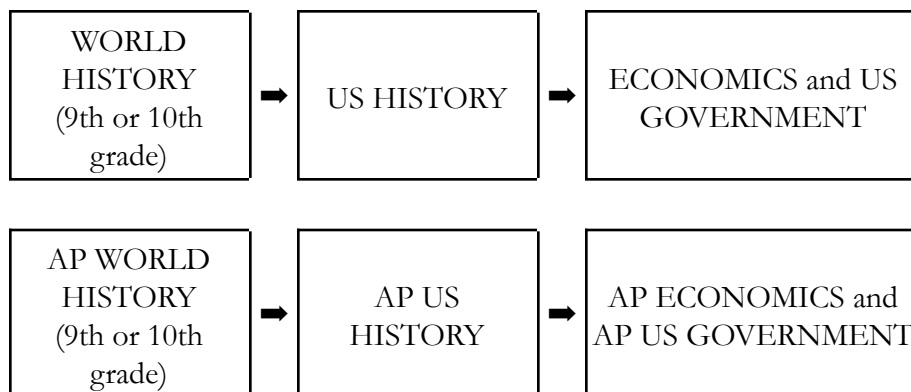 WORLD
HISTORY
(9th or 10th
grade)
US HISTORY
ECONOMICS and US
GOVERNMENT
AP WORLD
HISTORY
(9th or 10th
grade)
AP US
HISTORY
AP ECONOMICS and
AP US GOVERNMENT